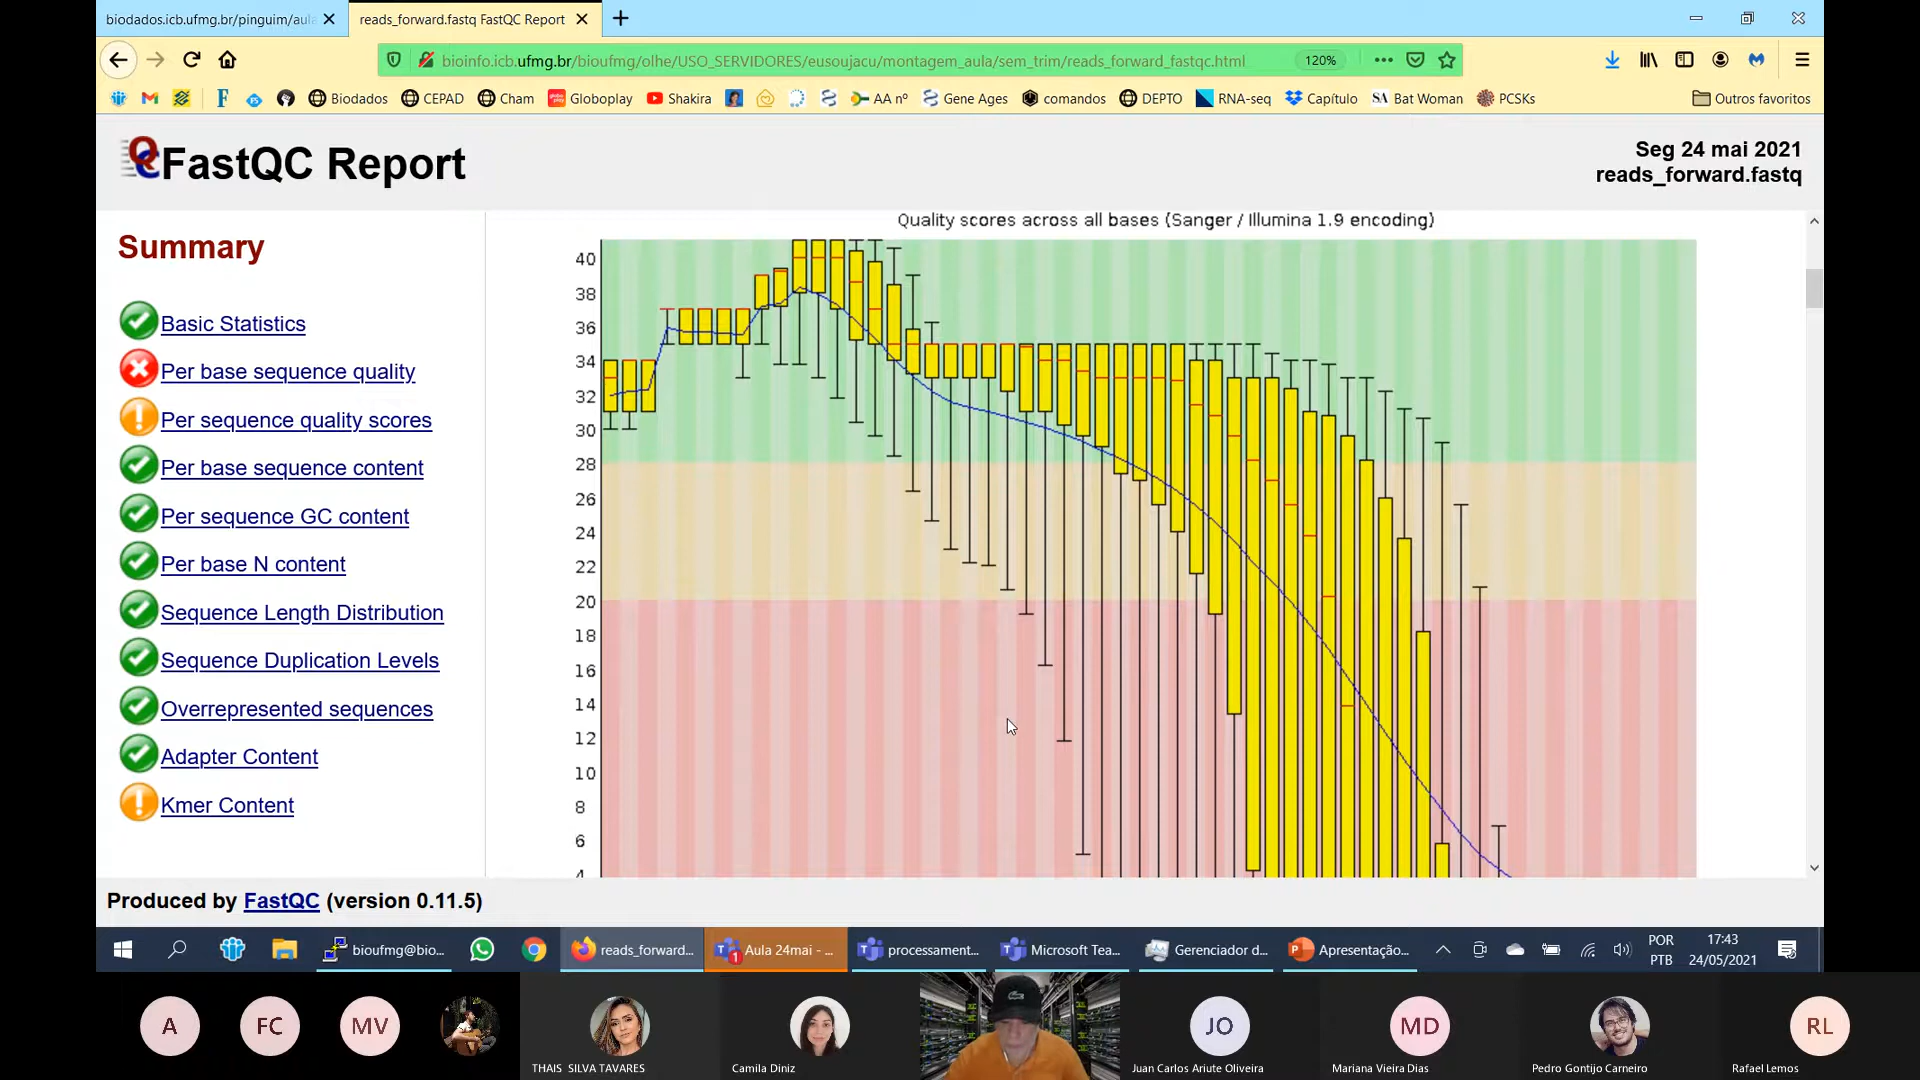 biodados.icb.ufmg.br/pinguim/aul
reads_forward.fastq FastQC Report
bioinfo.icb.ufmg.br/bioufmg/olhe/USO_SERVIDORES/eusoujacu/montagem_aula/sem_trim/reads_forward_fastqc.html
120%
Biodados
CEPAD
Cham
Globoplay
Shakira
AA nº
Gene Ages
comandos
DEPTO
RNA-seq
Capítulo
SA Bat Woman
PCSKs
Outros favoritos
FastQC Report
Seg 24 mai 2021
reads_forward.fastq
Summary
Basic Statistics
Per base sequence quality
Per sequence quality scores
Per base sequence content
Per sequence GC content
Per base N content
Sequence Length Distribution
Sequence Duplication Levels
Overrepresented sequences
Adapter Content
Kmer Content
Quality scores across all bases (Sanger / Illumina 1.9 encoding)
40
38
36
34
32
30
28
26
24
22
20
18
16
14
12
10
8
6
4
Produced by FastQC (version 0.11.5)
bioufmg@bio...
reads_forward...
1
Aula 24mai - ...
processament...
Microsoft Tea...
Gerenciador d...
Apresentação...
POR
PTB
17:43
24/05/2021
A
FC
MV
THAIS SILVA TAVARES
Camila Diniz
JO
Juan Carlos Ariute Oliveira
MD
Mariana Vieira Dias
Pedro Gontijo Carneiro
RL
Rafael Lemos